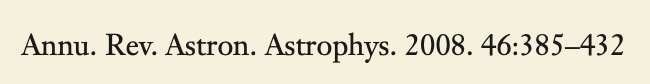 Annu. Rev. Astron. Astrophys. 2008. 46:385–432